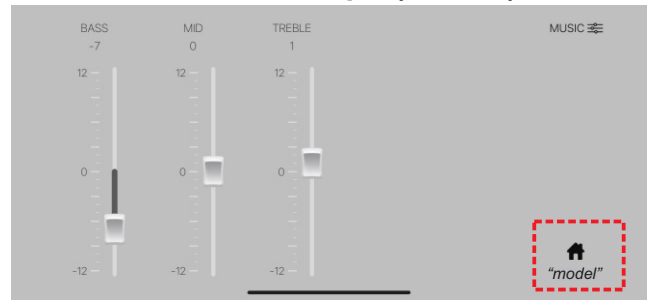 BASS MID TREBLE MUSIC
-7 0 1
12 12 12
0 0 0
-12 -12 -12
“model”